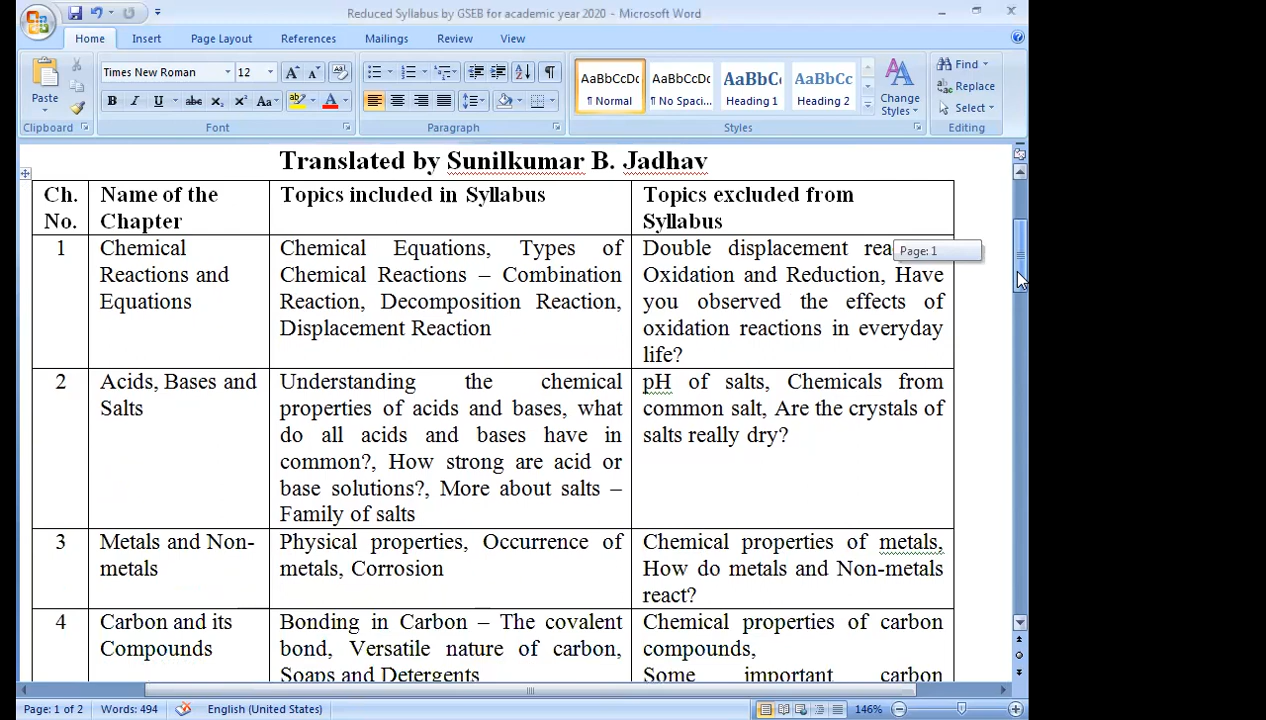 Reduced Syllabus by GSEB for academic year 2020 - Microsoft Word
Home Insert Page Layout References Mailings Review View
Times New Roman 12
Paste
Clipboard
Font
Paragraph
AaBbCcDc
¶ Normal
AaBbCcDc
¶ No Spaci...
AaBbC
Heading 1
AaBbCc
Heading 2
Change
Styles
Styles
Find
Replace
Select
Editing
Translated by Sunilkumar B. Jadhav
Ch.
No.
Name of the
Chapter
Topics included in Syllabus
Topics excluded from
Syllabus
1
Chemical
Reactions and
Equations
Chemical Equations, Types of
Chemical Reactions – Combination
Reaction, Decomposition Reaction,
Displacement Reaction
Double displacement rea
Oxidation and Reduction, Have
you observed the effects of
oxidation reactions in everyday
life?
Page: 1
2
Acids, Bases and
Salts
Understanding the chemical
properties of acids and bases, what
do all acids and bases have in
common?, How strong are acid or
base solutions?, More about salts –
Family of salts
pH of salts, Chemicals from
common salt, Are the crystals of
salts really dry?
3
Metals and Non-
metals
Physical properties, Occurrence of
metals, Corrosion
Chemical properties of metals,
How do metals and Non-metals
react?
4
Carbon and its
Compounds
Bonding in Carbon – The covalent
bond, Versatile nature of carbon,
Soaps and Detergents
Chemical properties of carbon
compounds,
Some important carbon
Page: 1 of 2 Words: 494 English (United States) 146%